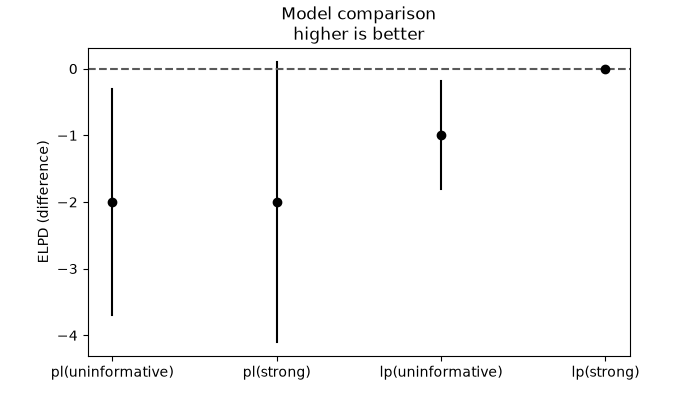 Model comparison
higher is better
ELPD (difference)
0
−1
−2
−3
−4
pl(uninformative)
pl(strong)
lp(uninformative)
lp(strong)